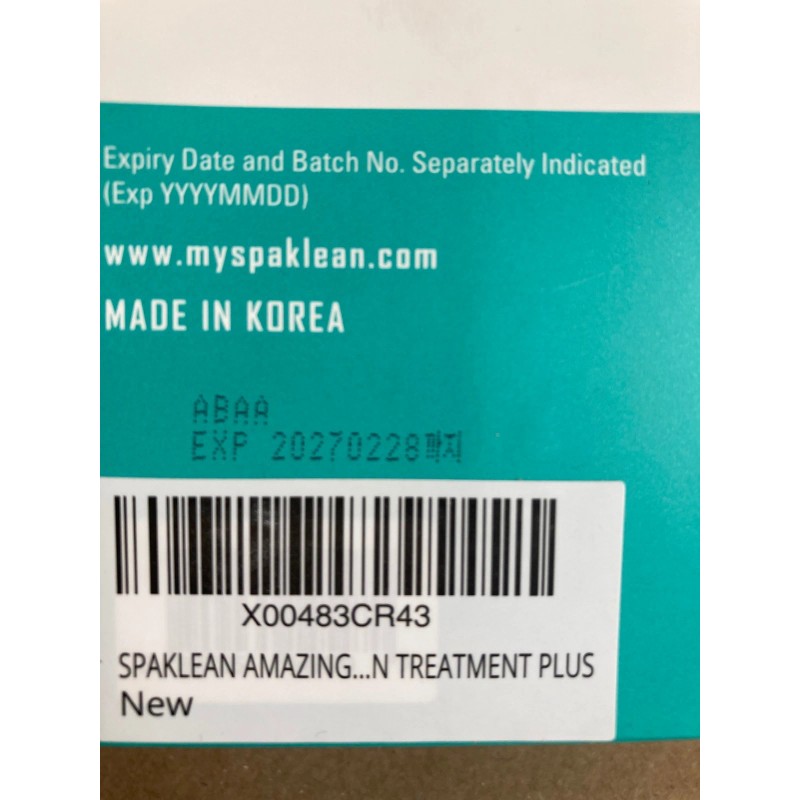 Expiry Date and Batch No. Separately Indicated
(Exp YYYYMMDD)
www.myspaklean.com
MADE IN KOREA
ABAA
EXP 20270228까지
X00483CR43
SPAKLEAN AMAZING...N TREATMENT PLUS
New